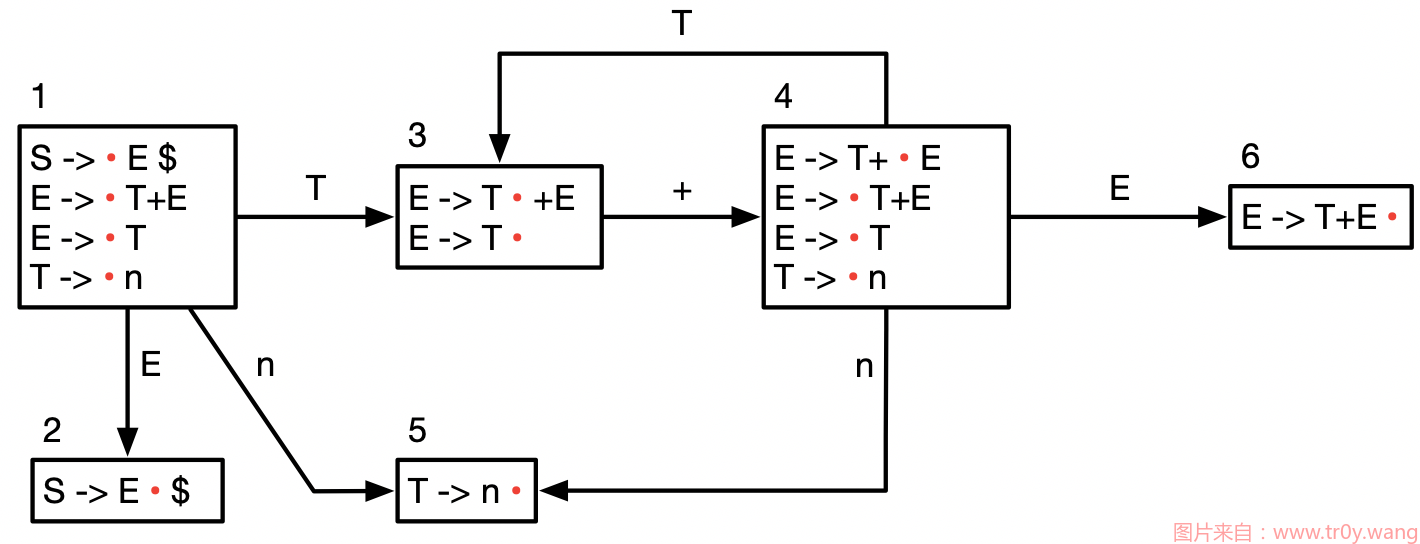 T
1
S -> · E $
E -> · T+E
E -> · T
T -> · n
T
3
E -> T · +E
E -> T ·
+
4
E -> T+ · E
E -> · T+E
E -> · T
T -> · n
E
6
E -> T+E ·
E
n
n
2
S -> E · $
5
T -> n ·
图片来自：www.tr0y.wang